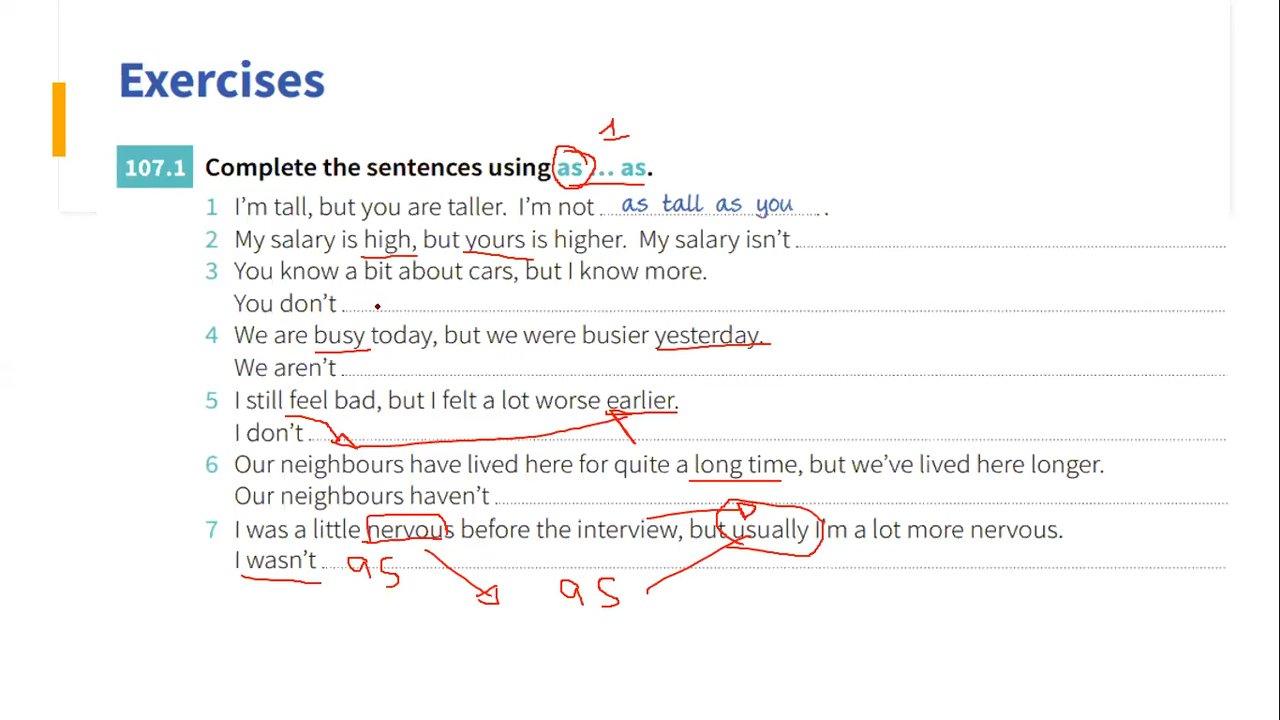 Exercises
1
107.1 Complete the sentences using as ... as.
1 I'm tall, but you are taller. I'm not as tall as you.
2 My salary is high, but yours is higher. My salary isn't
3 You know a bit about cars, but I know more.
You don't
4 We are busy today, but we were busier yesterday.
We aren't
5 I still feel bad, but I felt a lot worse earlier.
I don't
6 Our neighbours have lived here for quite a long time, but we've lived here longer.
Our neighbours haven't
7 I was a little nervous before the interview, but usually I'm a lot more nervous.
I wasn't as as